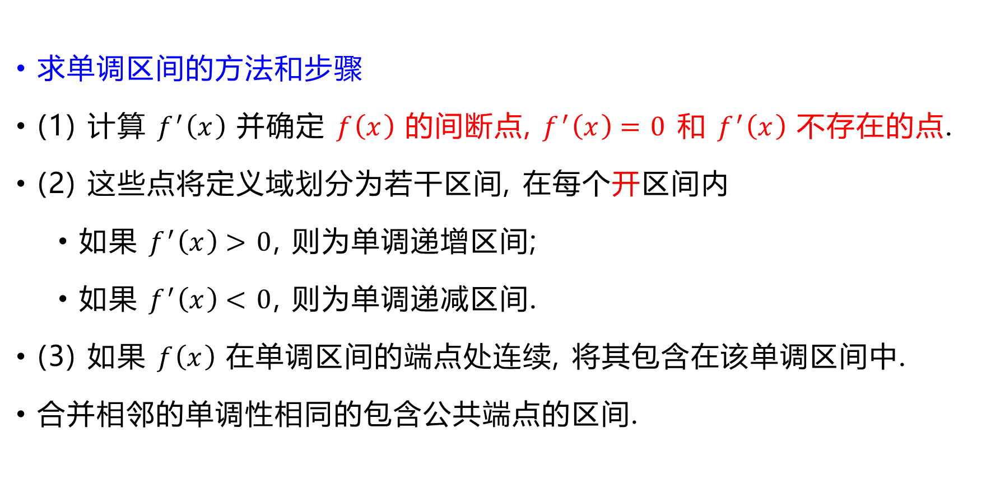 • 求单调区间的方法和步骤
• (1) 计算 f′(x) 并确定 f(x) 的间断点, f′(x) = 0 和 f′(x) 不存在的点.
• (2) 这些点将定义域划分为若干区间, 在每个开区间内
• 如果 f′(x) > 0, 则为单调递增区间;
• 如果 f′(x) < 0, 则为单调递减区间.
• (3) 如果 f(x) 在单调区间的端点处连续, 将其包含在该单调区间中.
• 合并相邻的单调性相同的包含公共端点的区间.